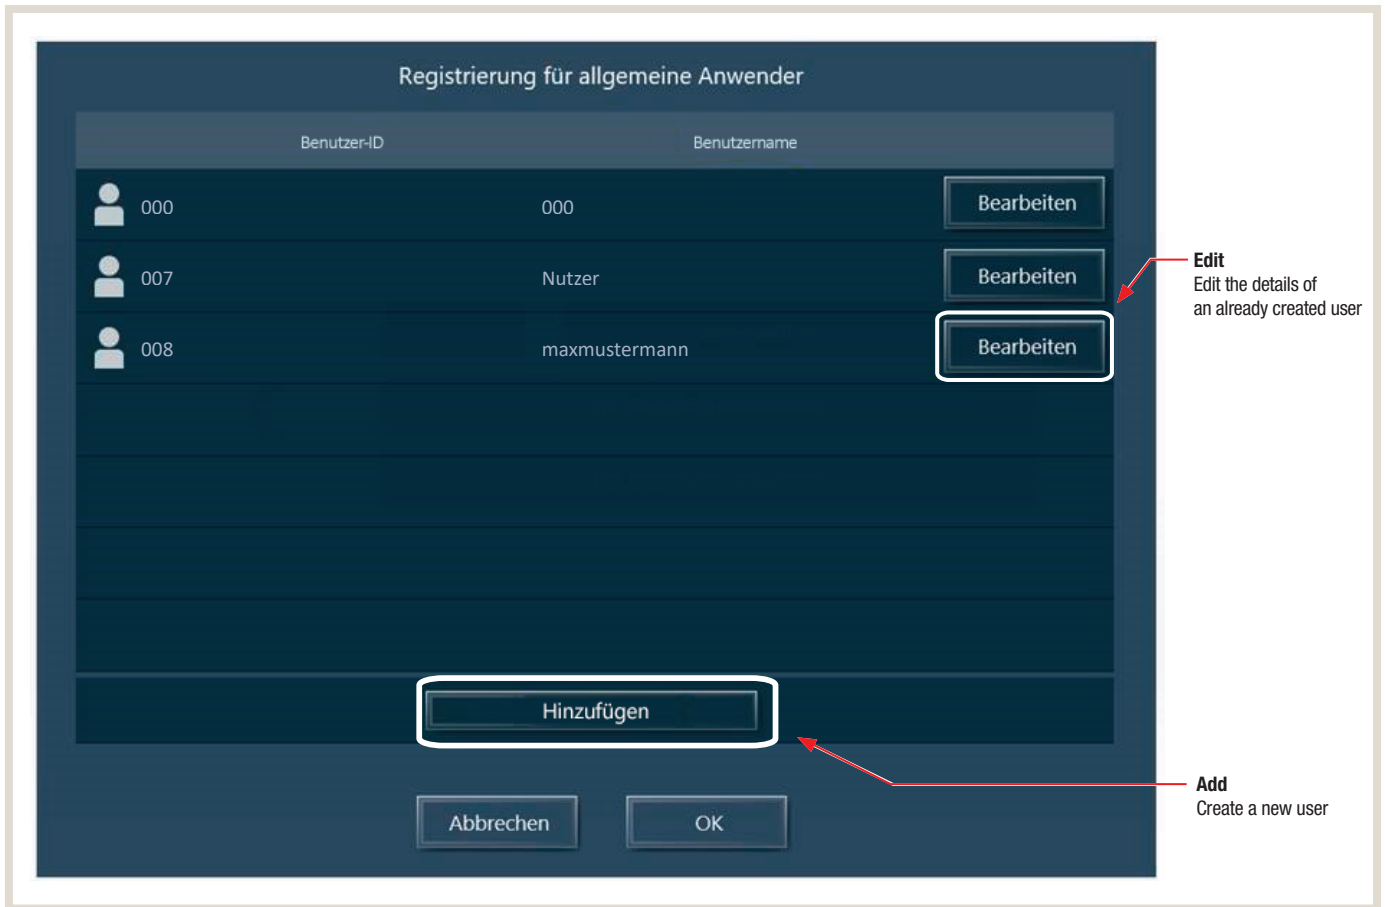 Registrierung für allgemeine Anwender
Benutzer-ID Benutzername
000 000 Bearbeiten
007 Nutzer Bearbeiten
008 maxmustermann Bearbeiten
Edit
Edit the details of
an already created user
Hinzufügen
Add
Create a new user
Abbrechen OK